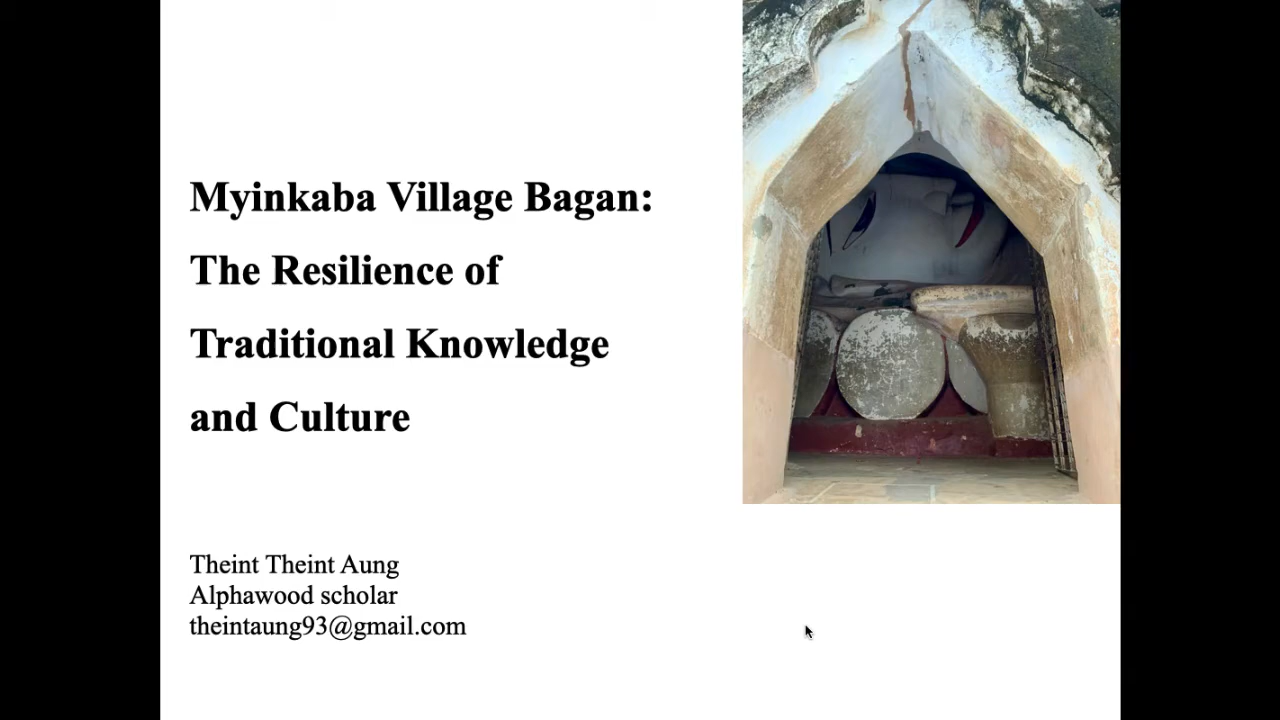 Myinkaba Village Bagan:
The Resilience of
Traditional Knowledge
and Culture
Theint Theint Aung
Alphawood scholar
theintaung93@gmail.com